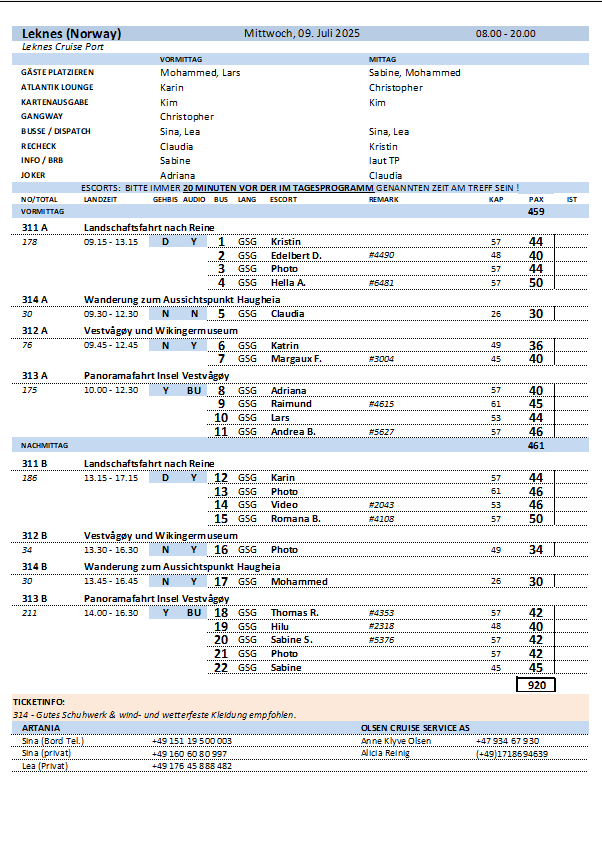 Leknes (Norway) Mittwoch, 09. Juli 2025 08.00 - 20.00
Leknes Cruise Port
VORMITTAG MITTAG
GÄSTE PLATZIEREN Mohammed, Lars Sabine, Mohammed
ATLANTIK LOUNGE Karin Christopher
KARTENAUSGABE Kim Kim
GANGWAY Christopher
BUSSE / DISPATCH Sina, Lea Sina, Lea
RECHECK Claudia Kristin
INFO / BRB Sabine laut TP
JOKER Adriana Claudia
ESCORTS: BITTE IMMER 20 MINUTEN VOR DER IM TAGESPROGRAMM GENANNTEN ZEIT AM TREFF SEIN !
NO/TOTAL LANDZEIT GEHBIS AUDIO BUS LANG ESCORT REMARK KAP PAX IST
VORMITTAG 459
311 A Landschaftsfahrt nach Reine
178 09.15 - 13.15 D Y 1 GSG Kristin 57 44
2 GSG Edelbert D. #4490 48 40
3 GSG Photo 57 44
4 GSG Hella A. #6481 57 50
314 A Wanderung zum Aussichtspunkt Haugheia
30 09.30 - 12.30 N N 5 GSG Claudia 26 30
312 A Vestvågøy und Wikingermuseum
76 09.45 - 12.45 N Y 6 GSG Katrin 49 36
7 GSG Margaux F. #3004 45 40
313 A Panoramafahrt Insel Vestvågøy
175 10.00 - 12.30 Y BU 8 GSG Adriana 57 40
9 GSG Raimund #4615 61 45
10 GSG Lars 53 44
11 GSG Andrea B. #5627 57 46
NACHMITTAG 461
311 B Landschaftsfahrt nach Reine
186 13.15 - 17.15 D Y 12 GSG Karin 57 44
13 GSG Photo 61 46
14 GSG Video #2043 53 46
15 GSG Romana B. #4108 57 50
312 B Vestvågøy und Wikingermuseum
34 13.30 - 16.30 N Y 16 GSG Photo 49 34
314 B Wanderung zum Aussichtspunkt Haugheia
30 13.45 - 16.45 N Y 17 GSG Mohammed 26 30
313 B Panoramafahrt Insel Vestvågøy
211 14.00 - 16.30 Y BU 18 GSG Thomas R. #4353 57 42
19 GSG Hilu #2318 48 40
20 GSG Sabine S. #5376 57 42
21 GSG Photo 57 42
22 GSG Sabine 45 45
920
TICKETINFO:
314 - Gutes Schuhwerk & wind- und wetterfeste Kleidung empfohlen.
ARTANIA OLSEN CRUISE SERVICE AS
Sina (Bord Tel.) +49 151 19 500 003 Anne Klyve Olsen +47 934 67 930
Sina (privat) +49 160 60 80 997 Alicia Reinig (+49)1718694639
Lea (Privat) +49 176 45 888 482